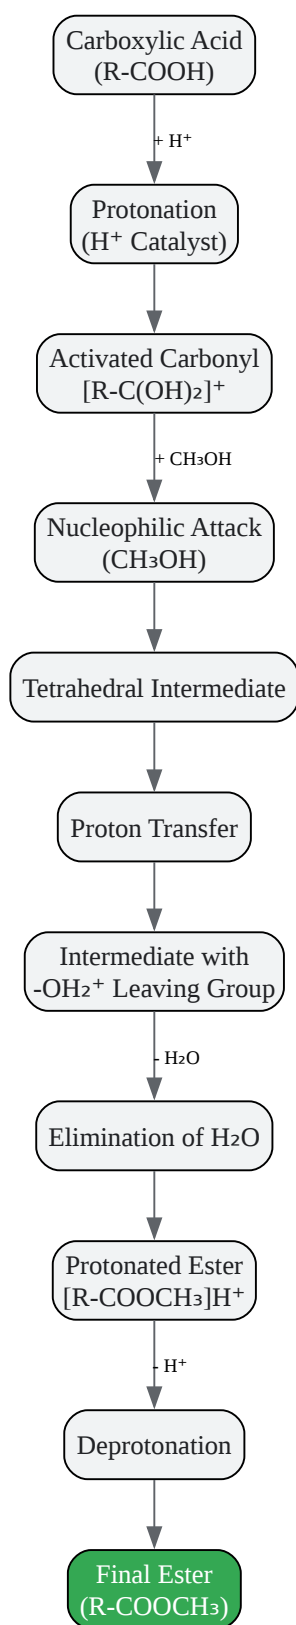 Carboxylic Acid
(R-COOH)
+ H⁺
Protonation
(H⁺ Catalyst)
Activated Carbonyl
[R-C(OH)₂]⁺
+ CH₃OH
Nucleophilic Attack
(CH₃OH)
Tetrahedral Intermediate
Proton Transfer
Intermediate with
-OH₂⁺ Leaving Group
- H₂O
Elimination of H₂O
Protonated Ester
[R-COOCH₃]H⁺
- H⁺
Deprotonation
Final Ester
(R-COOCH₃)